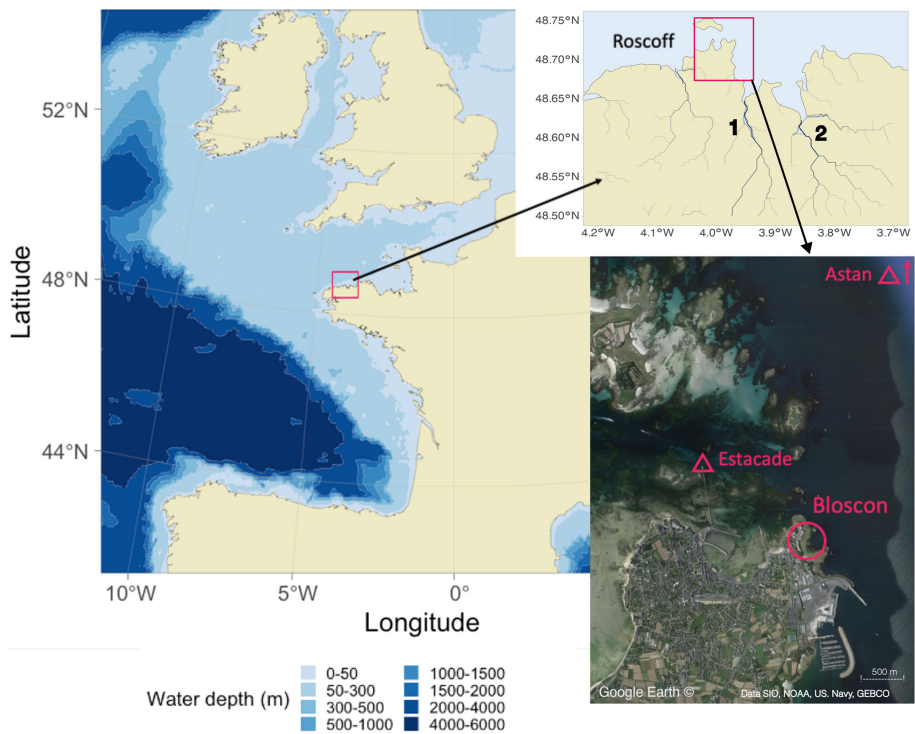 52°N
48°N
44°N
Latitude
10°W
5°W
0°
Longitude
Water depth (m)
0-50
50-300
300-500
500-1000
1000-1500
1500-2000
2000-4000
4000-6000
48.75°N
48.70°N
48.65°N
48.60°N
48.55°N
48.50°N
Roscoff
1
2
4.2°W
4.1°W
4.0°W
3.9°W
3.8°W
3.7°W
Astan
Estacade
Bloscon
500 m
Google Earth ©
Data SIO, NOAA, US. Navy, GEBCO